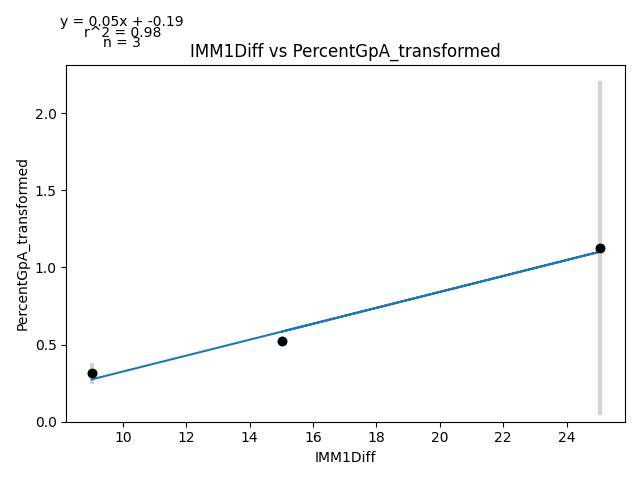 y = 0.05x + -0.19
r^2 = 0.98
n = 3
IMM1Diff vs PercentGpA_transformed
PercentGpA_transformed
2.0
1.5
1.0
0.5
0.0
10 12 14 16 18 20 22 24
IMM1Diff